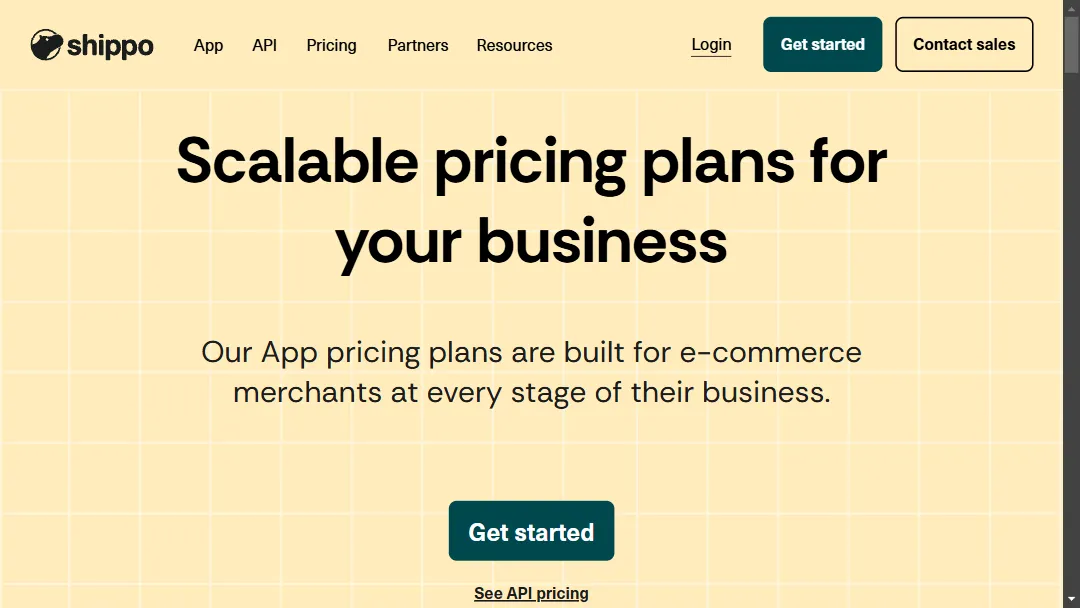 shippo
App
API
Pricing
Partners
Resources
Login
Get started
Contact sales
Scalable pricing plans for
your business
Our App pricing plans are built for e-commerce
merchants at every stage of their business.
Get started
See API pricing